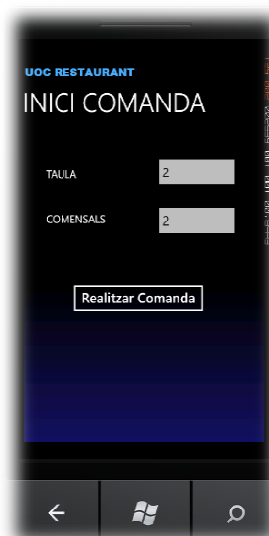 UOC RESTAURANT
INICI COMANDA
TAULA 2
COMENSALS 2
Realitzar Comanda